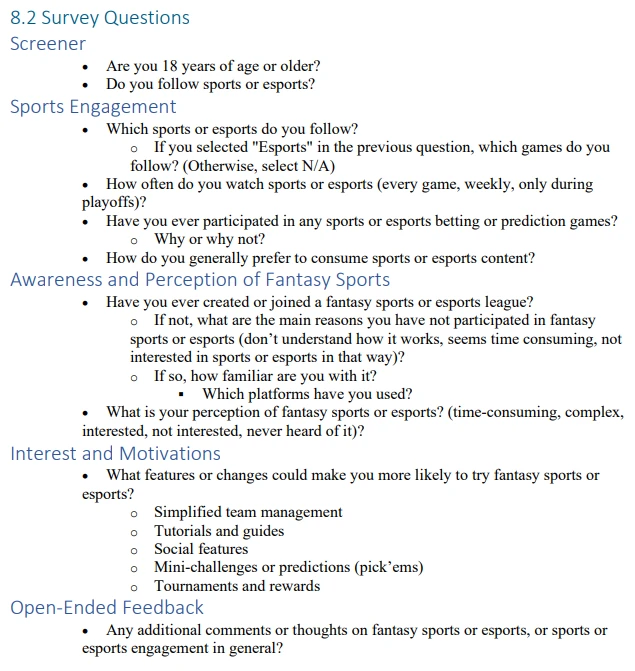 8.2 Survey Questions
Screener
• Are you 18 years of age or older?
• Do you follow sports or esports?
Sports Engagement
• Which sports or esports do you follow?
o If you selected "Esports" in the previous question, which games do you
follow? (Otherwise, select N/A)
• How often do you watch sports or esports (every game, weekly, only during
playoffs)?
• Have you ever participated in any sports or esports betting or prediction games?
o Why or why not?
• How do you generally prefer to consume sports or esports content?
Awareness and Perception of Fantasy Sports
• Have you ever created or joined a fantasy sports or esports league?
o If not, what are the main reasons you have not participated in fantasy
sports or esports (don’t understand how it works, seems time consuming, not
interested in sports or esports in that way)?
o If so, how familiar are you with it?
▪ Which platforms have you used?
• What is your perception of fantasy sports or esports? (time-consuming, complex,
interested, not interested, never heard of it)?
Interest and Motivations
• What features or changes could make you more likely to try fantasy sports or
esports?
o Simplified team management
o Tutorials and guides
o Social features
o Mini-challenges or predictions (pick’ems)
o Tournaments and rewards
Open-Ended Feedback
• Any additional comments or thoughts on fantasy sports or esports, or sports or
esports engagement in general?